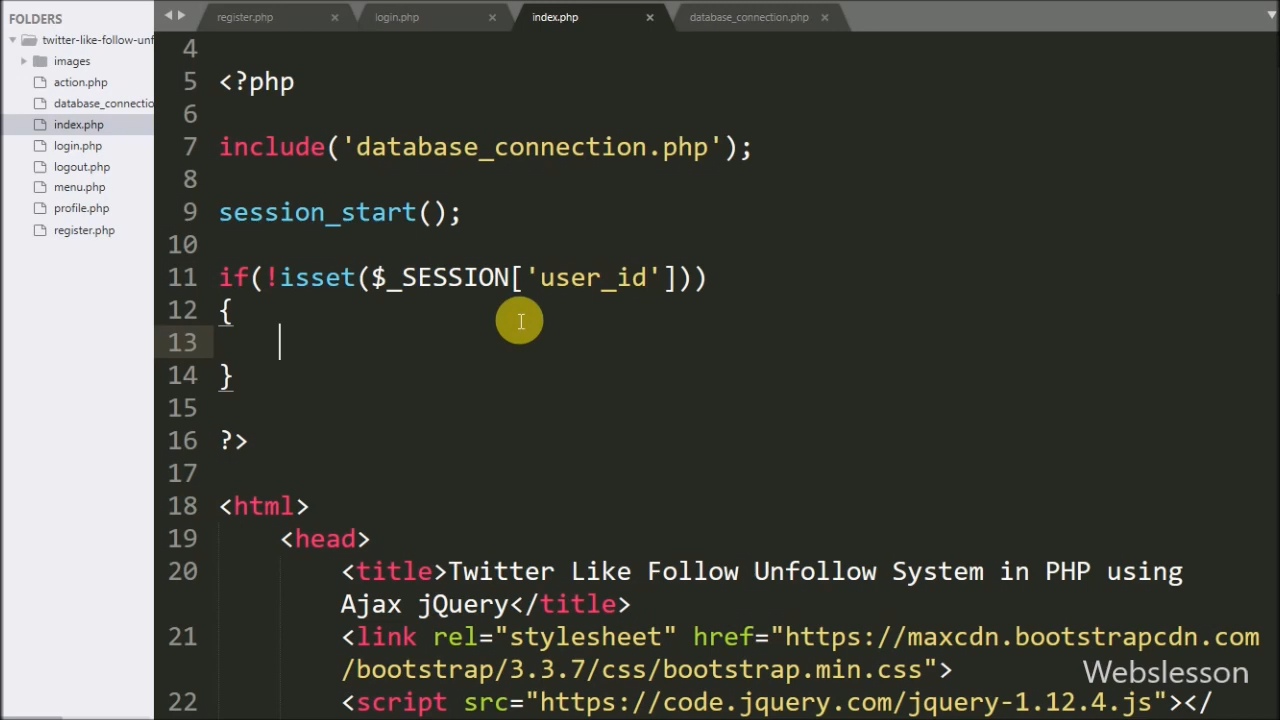 FOLDERS
twitter-like-follow-unf
images
action.php
database_connectio
index.php
login.php
logout.php
menu.php
profile.php
register.php
register.php ×
login.php ×
index.php ×
database_connection.php ×
4
5 <?php
6
7 include('database_connection.php');
8
9 session_start();
10
11 if(!isset($_SESSION['user_id']))
12 {
13
14 }
15
16 ?>
17
18 <html>
19 <head>
20 <title>Twitter Like Follow Unfollow System in PHP using
Ajax jQuery</title>
21 <link rel="stylesheet" href="https://maxcdn.bootstrapcdn.com
/bootstrap/3.3.7/css/bootstrap.min.css">
22 <script src="https://code.jquery.com/jquery-1.12.4.js"></
Webslesson